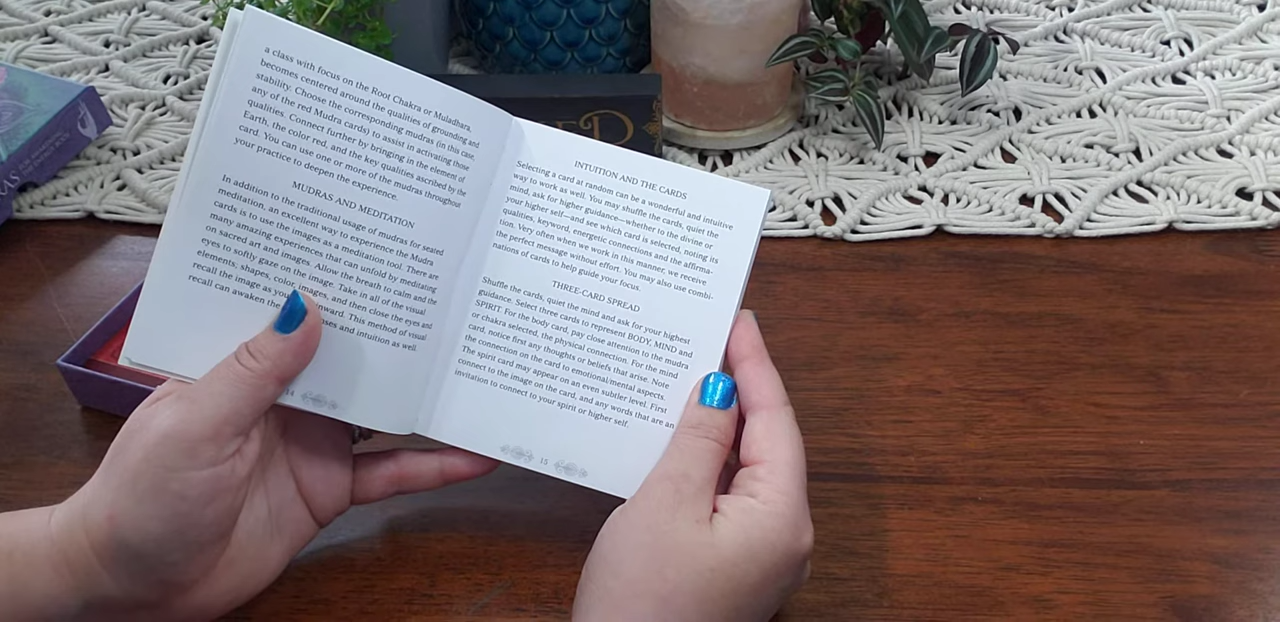 a class with focus on the Root Chakra or Muladhara,
becomes centered around the qualities of grounding and
stability. Choose the corresponding mudras (in this case,
any of the red Mudra cards) to assist in activating those
qualities. Connect further by bringing in the element of
Earth, the color red, and the key qualities ascribed by the
card. You can use one or more of the mudras throughout
your practice to deepen the experience.
MUDRAS AND MEDITATION
In addition to the traditional usage of mudras for seated
meditation, an excellent way to experience the Mudra
cards is to use the images as a meditation tool. There are
many amazing experiences that can unfold by meditating
on sacred art and images. Allow the breath to calm and the
eyes to softly gaze on the image. Take in all of the visual
elements, shapes, color, images, and then close the eyes and
recall the image as you inward. This method of visual
recall can awaken the senses and intuition as well.
14
INTUITION AND THE CARDS
Selecting a card at random can be a wonderful and intuitive
way to work as well. You may shuffle the cards, quiet the
mind, ask for higher guidance—whether to the divine or
your higher self—and see which card is selected, noting its
qualities, keyword, energetic connections and the affirma-
tion. Very often when we work in this manner, we receive
the perfect message without effort. You may also use combi-
nations of cards to help guide your focus.
THREE-CARD SPREAD
Shuffle the cards, quiet the mind and ask for your highest
guidance. Select three cards to represent BODY, MIND and
SPIRIT. For the body card, pay close attention to the mudra
or chakra selected, the physical connection. For the mind
card, notice first any thoughts or beliefs that arise. Note
the connection on the card to emotional/mental aspects.
The spirit card may appear on an even subtler level. First
connect to the image on the card, and any words that are an
invitation to connect to your spirit or higher self.
15